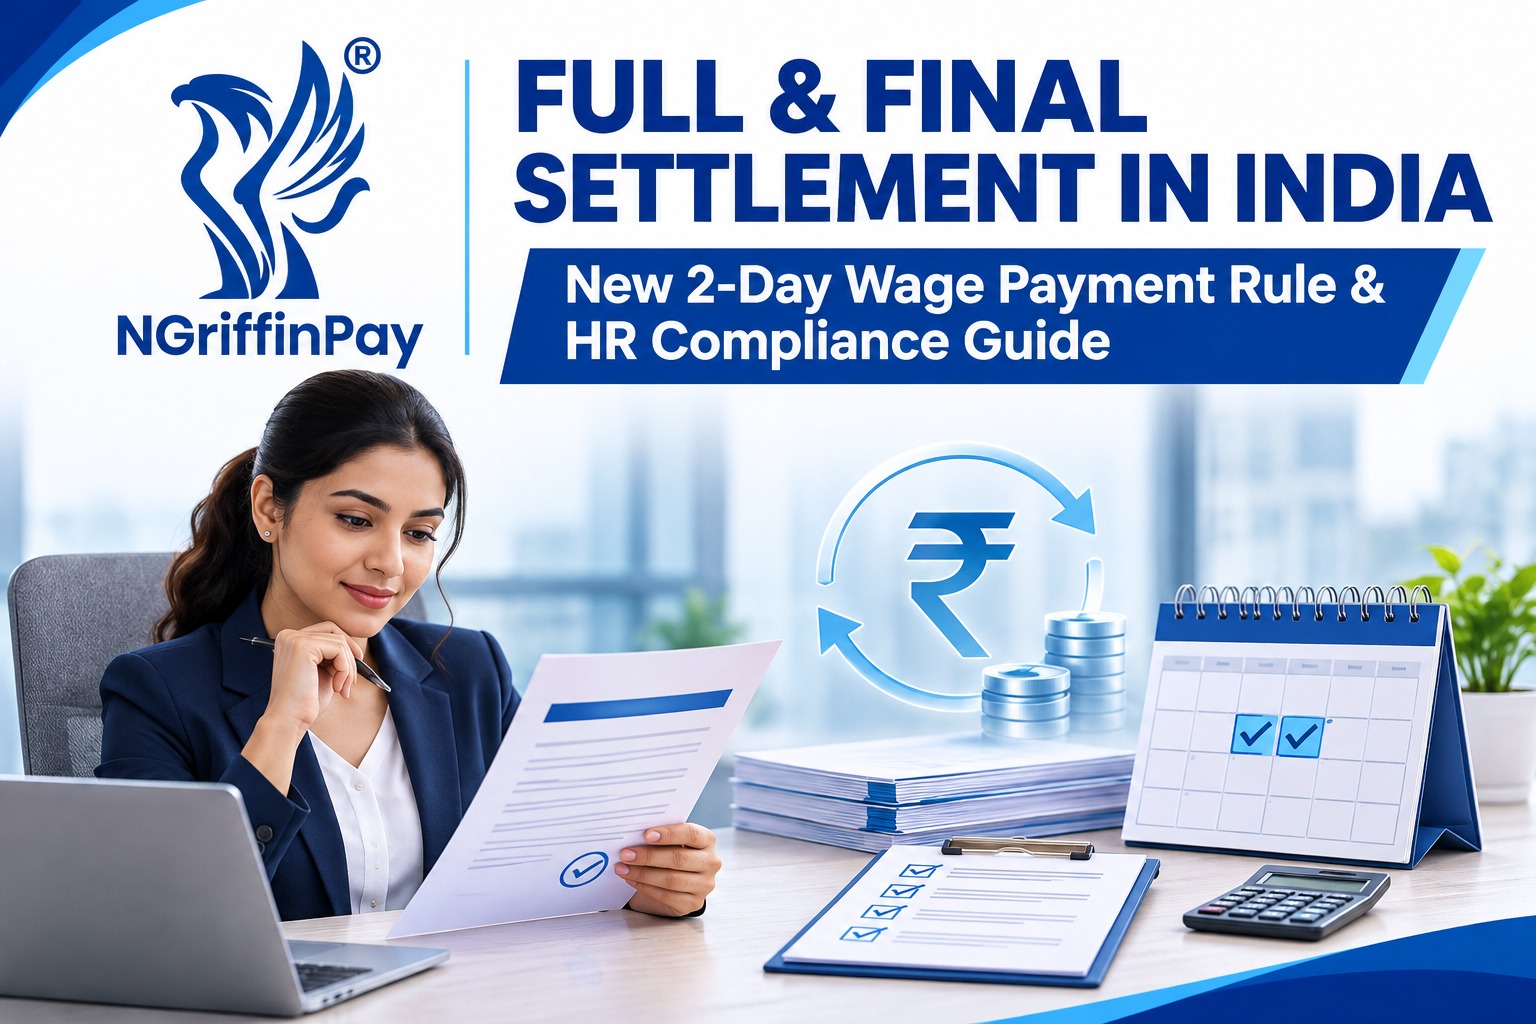 ®
NGriffinPay
FULL & FINAL
SETTLEMENT IN INDIA
New 2-Day Wage Payment Rule &
HR Compliance Guide
₹